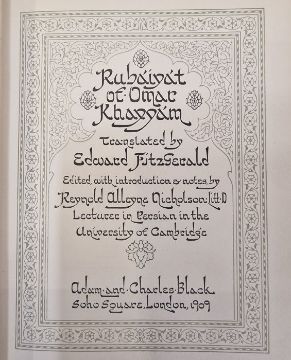 Rubáiyát
of Omar
Khayyám
Translated by
Edward FitzGerald
Edited with introduction & notes by
Reynold Alleyne Nicholson: Litt.D
Lecturer in Persian in the
University of Cambridge
Adam and Charles Black
Soho Square, London, 1909